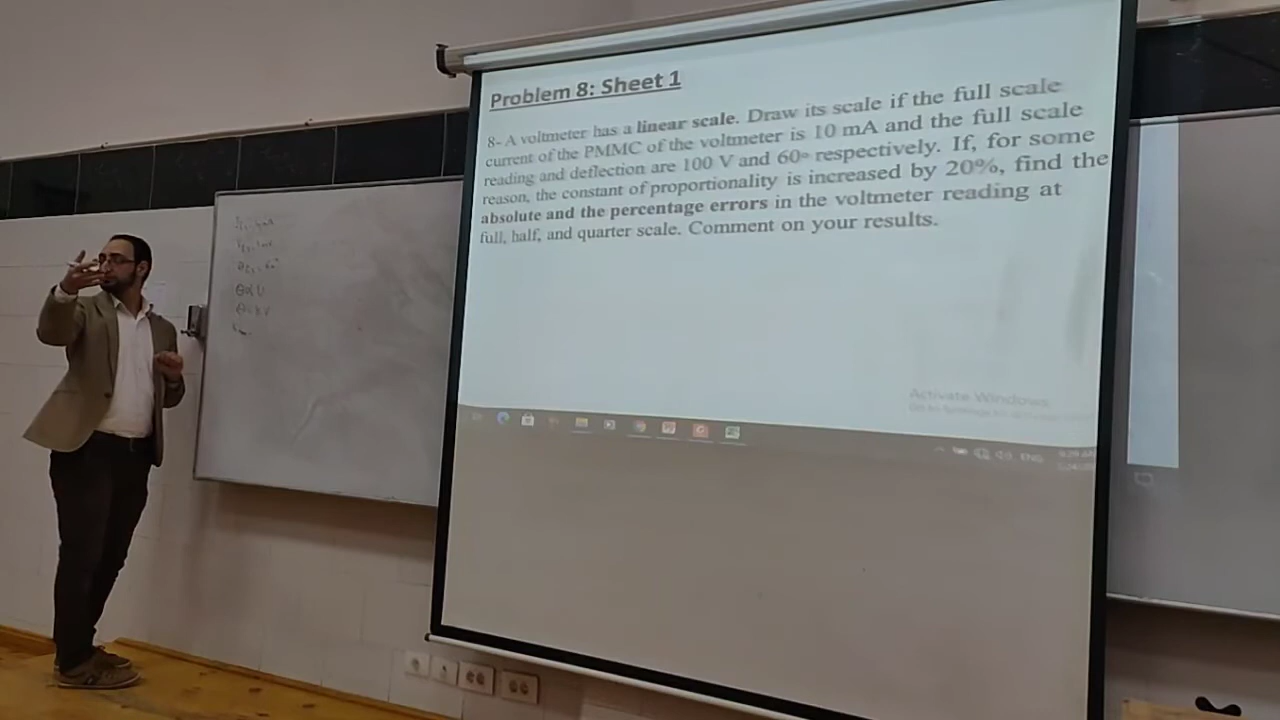 Problem 8: Sheet 1
8- A voltmeter has a linear scale. Draw its scale if the full scale
current of the PMMC of the voltmeter is 10 mA and the full scale
reading and deflection are 100 V and 60° respectively. If, for some
reason, the constant of proportionality is increased by 20%, find the
absolute and the percentage errors in the voltmeter reading at
full, half, and quarter scale. Comment on your results.
Activate Windows
ENG